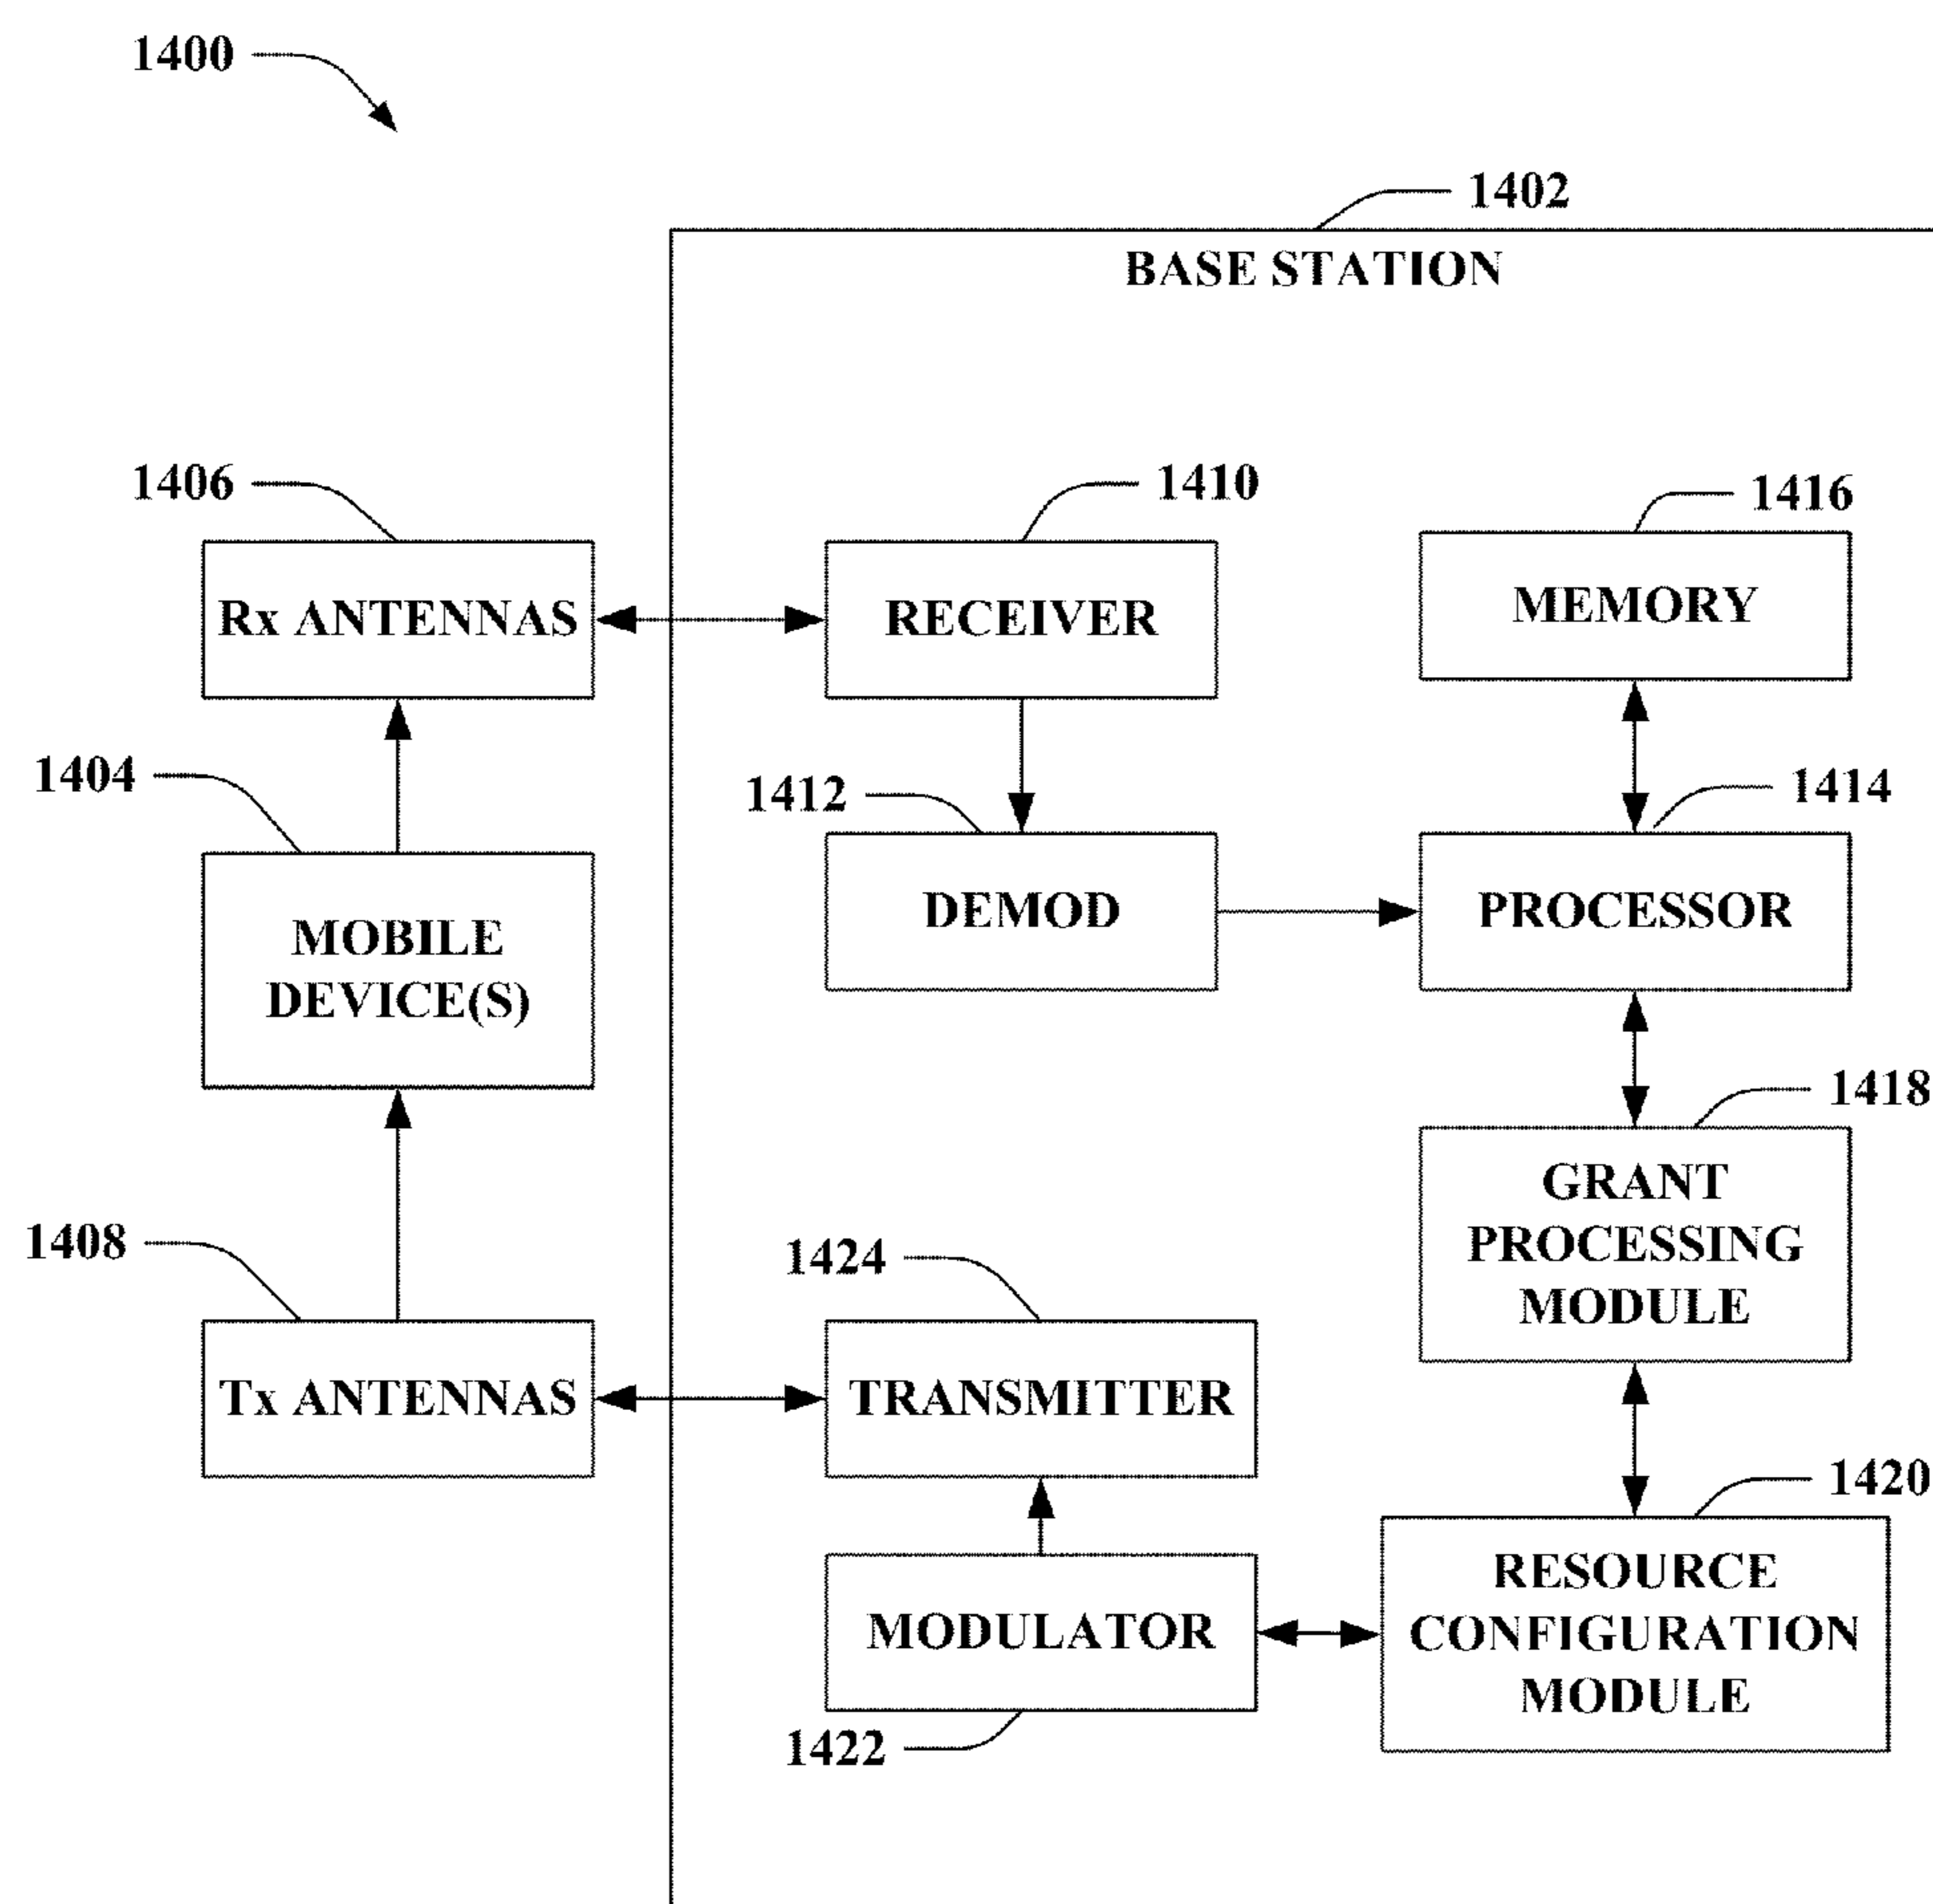 1400
1402
BASE STATION
1406
1410
1416
Rx ANTENNAS
RECEIVER
MEMORY
1404
1412
1414
MOBILE
DEVICE(S)
DEMOD
PROCESSOR
1418
GRANT
PROCESSING
MODULE
1408
1424
Tx ANTENNAS
TRANSMITTER
1420
RESOURCE
CONFIGURATION
MODULE
MODULATOR
1422